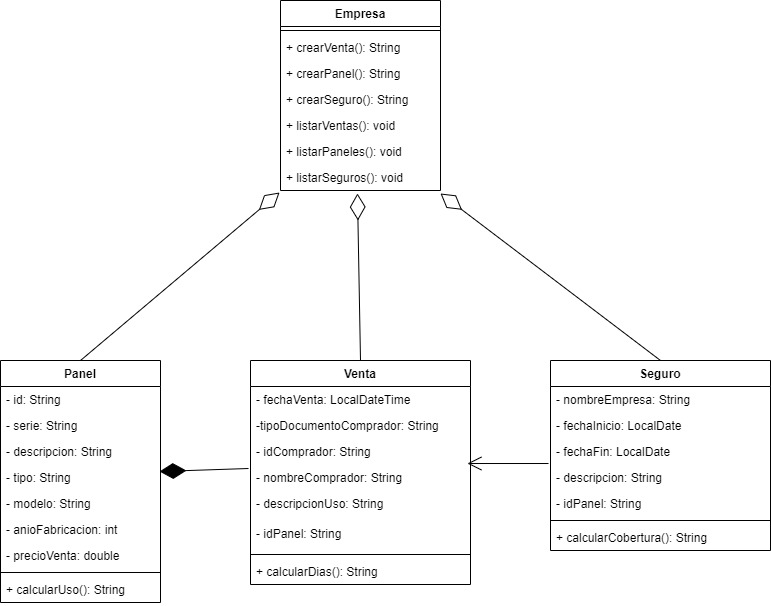 Empresa
+ crearVenta(): String
+ crearPanel(): String
+ crearSeguro(): String
+ listarVentas(): void
+ listarPaneles(): void
+ listarSeguros(): void
Panel
- id: String
- serie: String
- descripcion: String
- tipo: String
- modelo: String
- anioFabricacion: int
- precioVenta: double
+ calcularUso(): String
Venta
- fechaVenta: LocalDateTime
-tipoDocumentoComprador: String
- idComprador: String
- nombreComprador: String
- descripcionUso: String
- idPanel: String
+ calcularDias(): String
Seguro
- nombreEmpresa: String
- fechaInicio: LocalDate
- fechaFin: LocalDate
- descripcion: String
- idPanel: String
+ calcularCobertura(): String